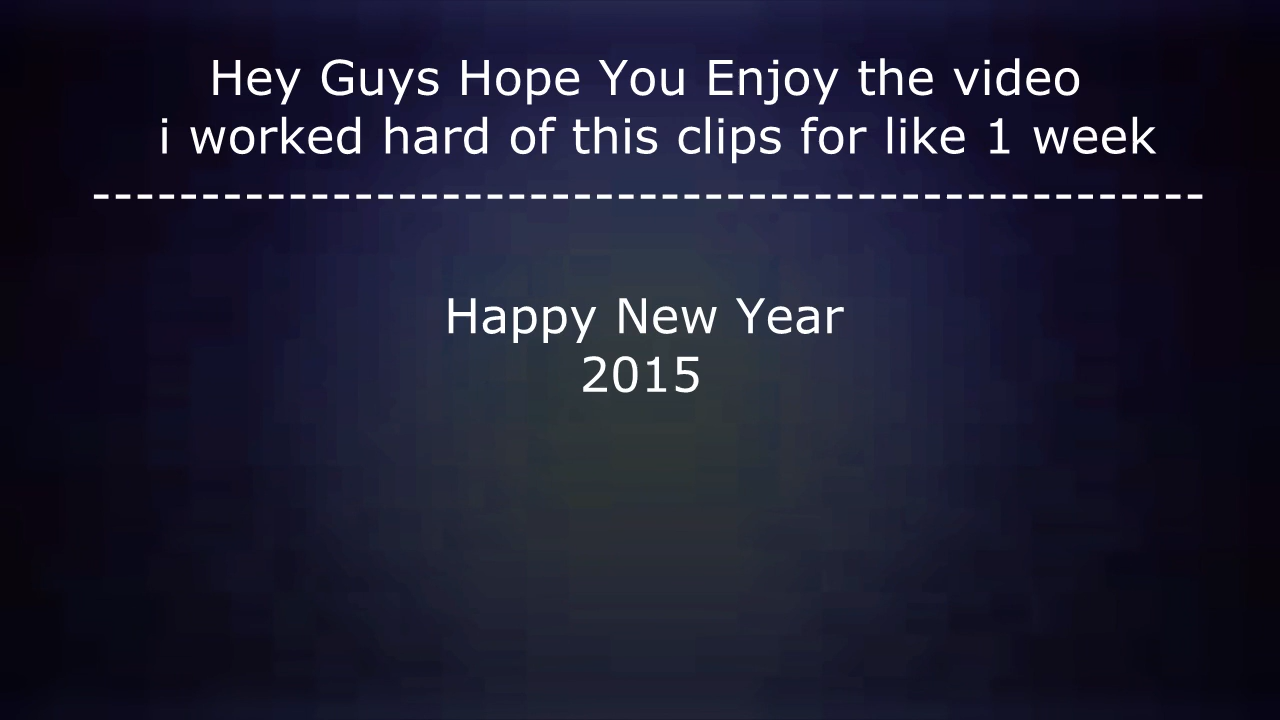 Hey Guys Hope You Enjoy the video
i worked hard of this clips for like 1 week
---------------------------------------------------
Happy New Year
2015